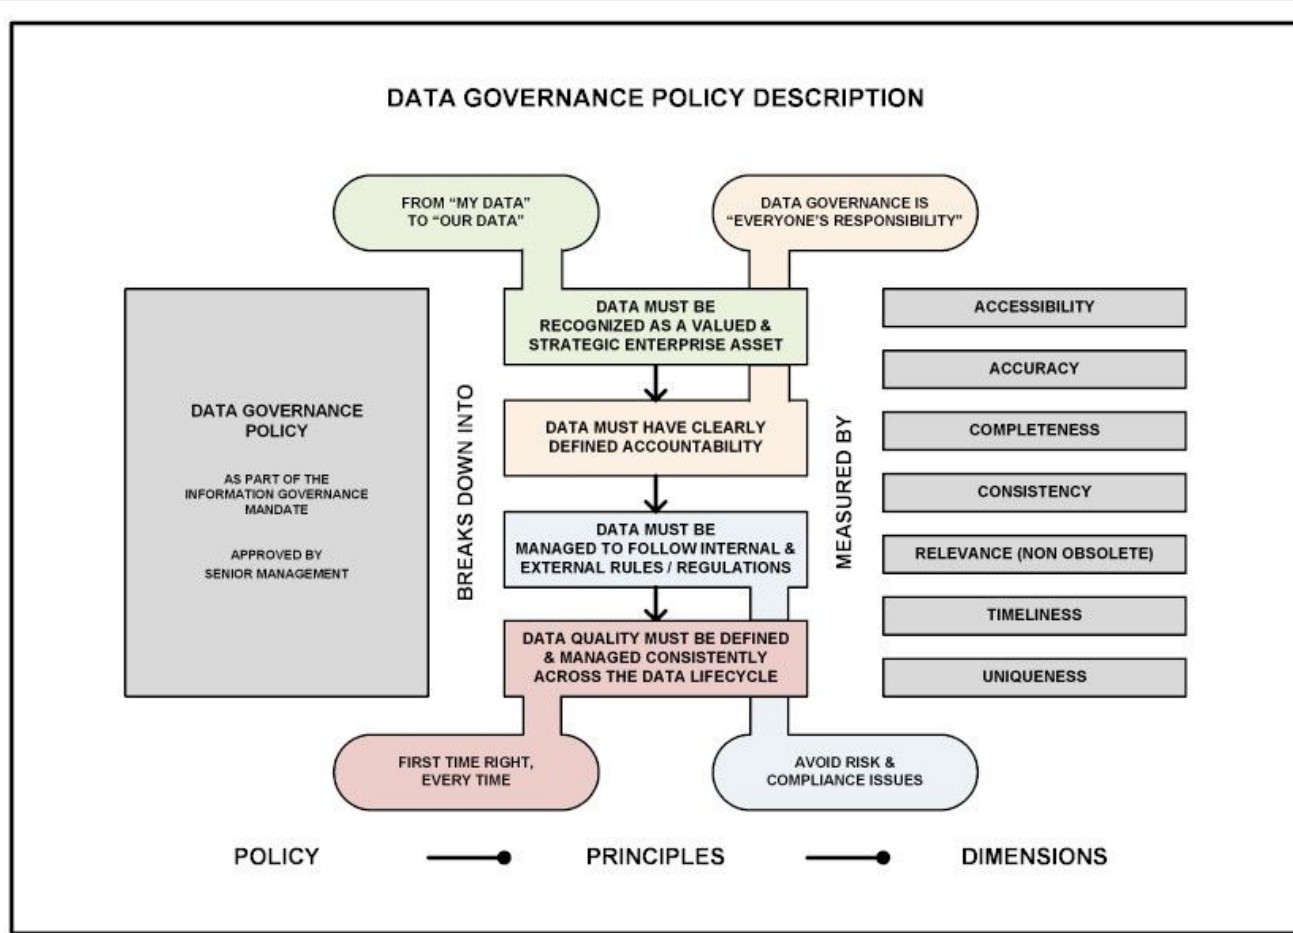 DATA GOVERNANCE POLICY DESCRIPTION
FROM “MY DATA”
TO “OUR DATA”
DATA GOVERNANCE IS
“EVERYONE’S RESPONSIBILITY”
DATA GOVERNANCE
POLICY
AS PART OF THE
INFORMATION GOVERNANCE
MANDATE
APPROVED BY
SENIOR MANAGEMENT
BREAKS DOWN INTO
DATA MUST BE
RECOGNIZED AS A VALUED &
STRATEGIC ENTERPRISE ASSET
DATA MUST HAVE CLEARLY
DEFINED ACCOUNTABILITY
DATA MUST BE
MANAGED TO FOLLOW INTERNAL &
EXTERNAL RULES / REGULATIONS
DATA QUALITY MUST BE DEFINED
& MANAGED CONSISTENTLY
ACROSS THE DATA LIFECYCLE
MEASURED BY
ACCESSIBILITY
ACCURACY
COMPLETENESS
CONSISTENCY
RELEVANCE (NON OBSOLETE)
TIMELINESS
UNIQUENESS
FIRST TIME RIGHT,
EVERY TIME
AVOID RISK &
COMPLIANCE ISSUES
POLICY
PRINCIPLES
DIMENSIONS